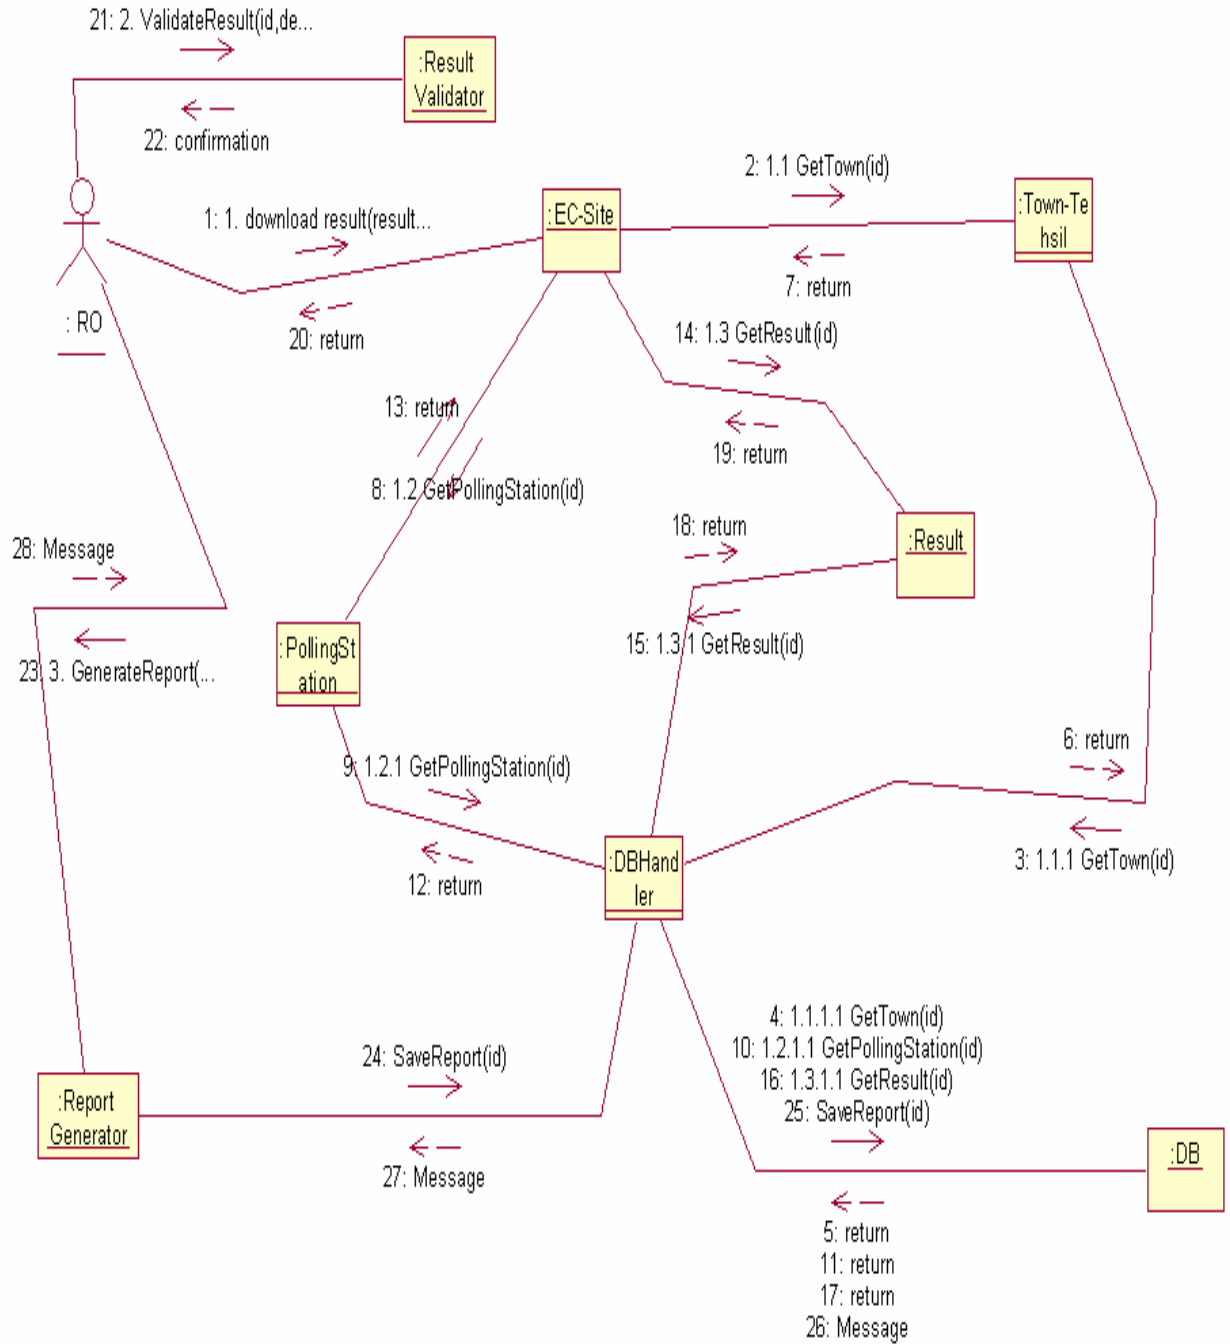 21: 2. ValidateResult(id,de...
:Result
Validator
22: confirmation
2: 1.1 GetTown(id)
:EC-Site
:Town-Te
hsil
1: 1. download result(result...
7: return
: RO
20: return
14: 1.3 GetResult(id)
13: return
19: return
8: 1.2 GetPollingStation(id)
18: return
:Result
28: Message
15: 1.3.1 GetResult(id)
:PollingSt
ation
23: 3. GenerateReport(...
6: return
9: 1.2.1 GetPollingStation(id)
:DBHand
ler
3: 1.1.1 GetTown(id)
12: return
4: 1.1.1.1 GetTown(id)
10: 1.2.1.1 GetPollingStation(id)
16: 1.3.1.1 GetResult(id)
25: SaveReport(id)
24: SaveReport(id)
:Report
Generator
:DB
27: Message
5: return
11: return
17: return
26: Message